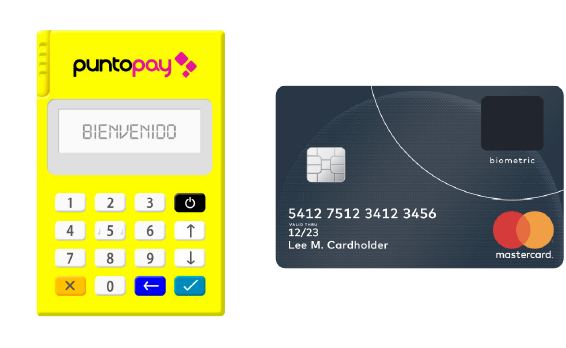 puntopay
BIENVENIDO
1 2 3
4 5 6
7 8 9
0
biometric
5412 7512 3412 3456
VALID THRU
12/23
Lee M. Cardholder
mastercard.